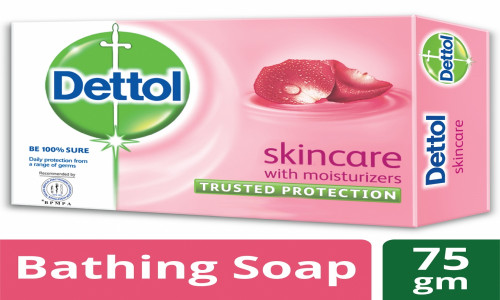 Dettol
BE 100% SURE
Daily protection from
a range of germs
Recommended by
BPMPA
skincare
with moisturizers
TRUSTED PROTECTION
Dettol
Dettol
skincare
Bathing Soap
75
gm